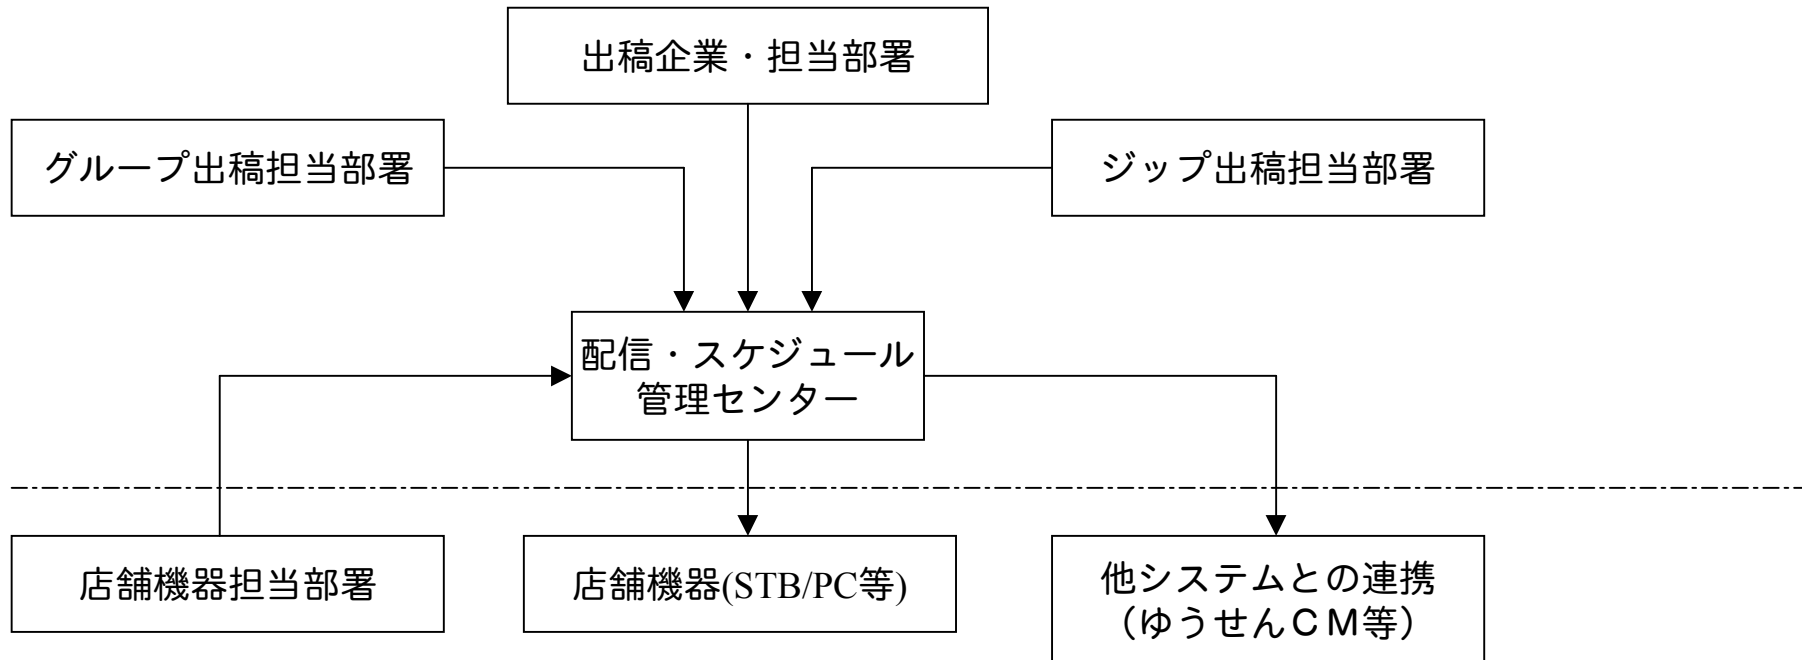 出稿企業・担当部署
グループ出稿担当部署
ジップ出稿担当部署
配信・スケジュール
管理センター
店舗機器担当部署
店舗機器(STB/PC等)
他システムとの連携
（ゆうせんＣＭ等）